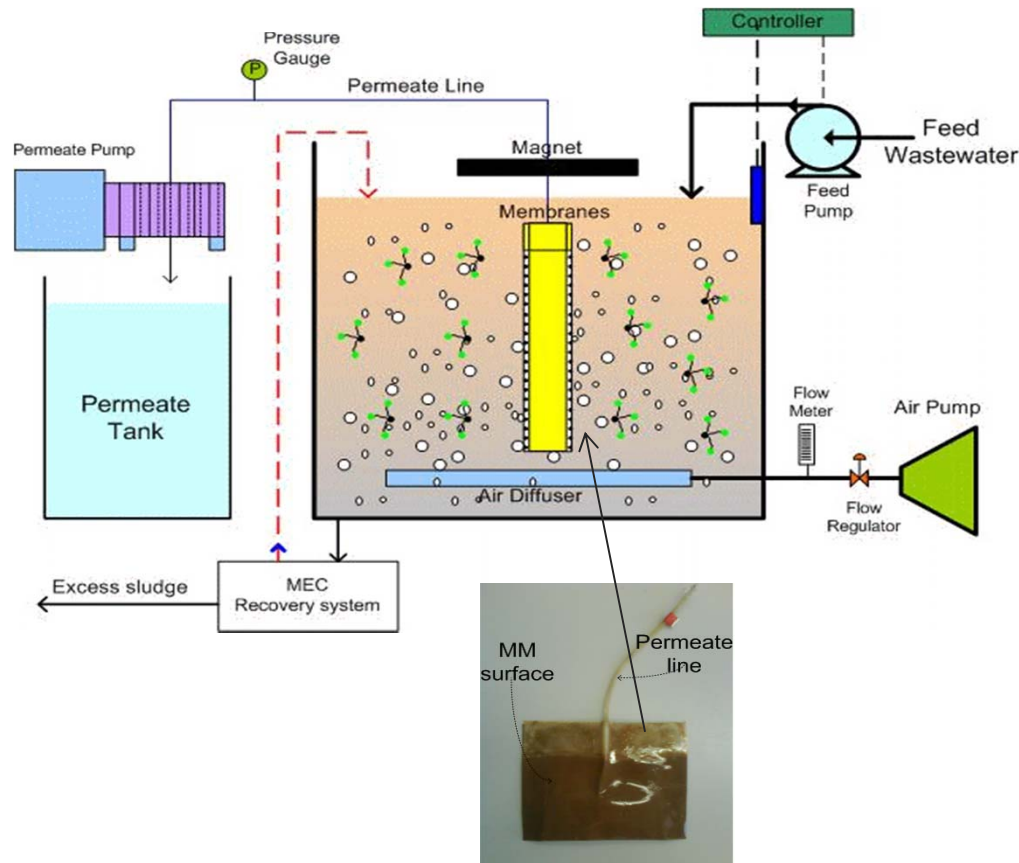 Controller
Pressure
Gauge
P
Permeate Line
Feed
Wastewater
Permeate Pump
Magnet
Feed
Pump
Membranes
Permeate
Tank
Flow
Meter
Air Pump
Air Diffuser
Flow
Regulator
Excess sludge
MEC
Recovery system
MM
surface
Permeate
line